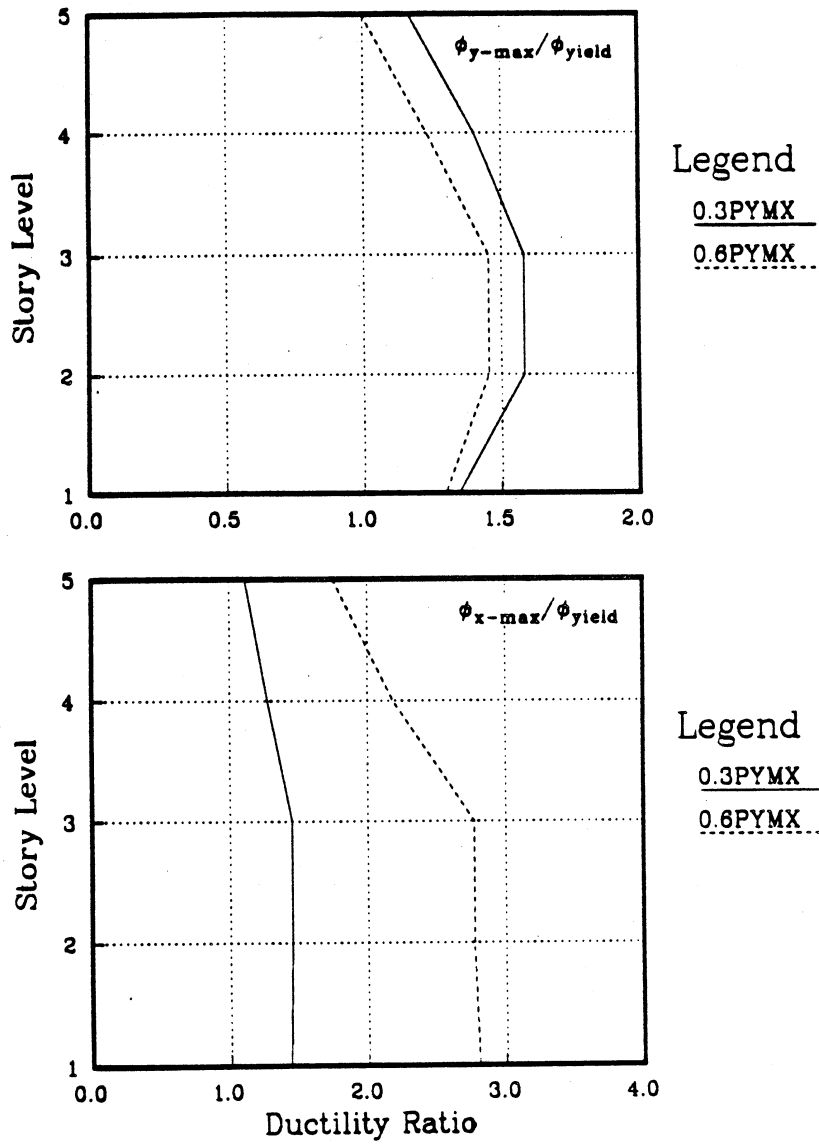 5
ϕy-max/ϕyield
4
3
2
1
Story Level
0.0 0.5 1.0 1.5 2.0
Legend
0.3PYMX
0.6PYMX
5
ϕx-max/ϕyield
4
3
2
1
Story Level
0.0 1.0 2.0 3.0 4.0
Ductility Ratio
Legend
0.3PYMX
0.6PYMX